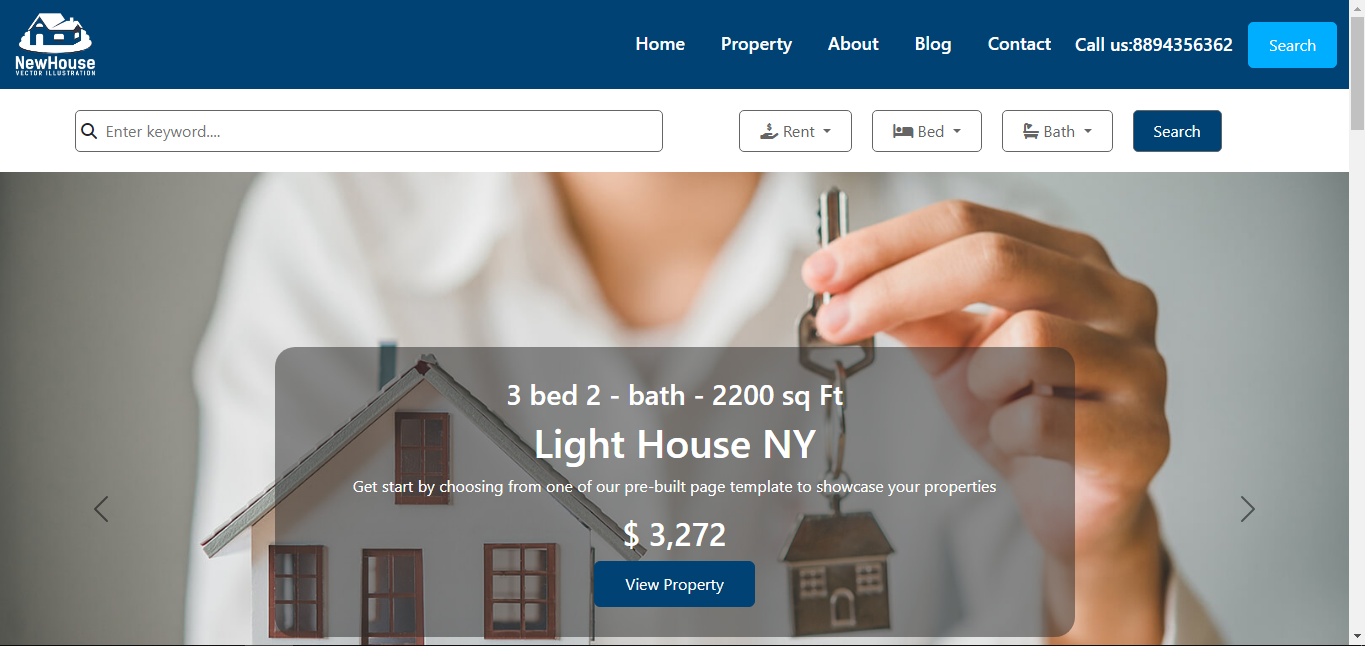 NewHouse
VECTOR ILLUSTRATION
Home Property About Blog Contact Call us:8894356362 Search
Enter keyword.... Rent Bed Bath Search
3 bed 2 - bath - 2200 sq Ft
Light House NY
Get start by choosing from one of our pre-built page template to showcase your properties
$ 3,272
View Property